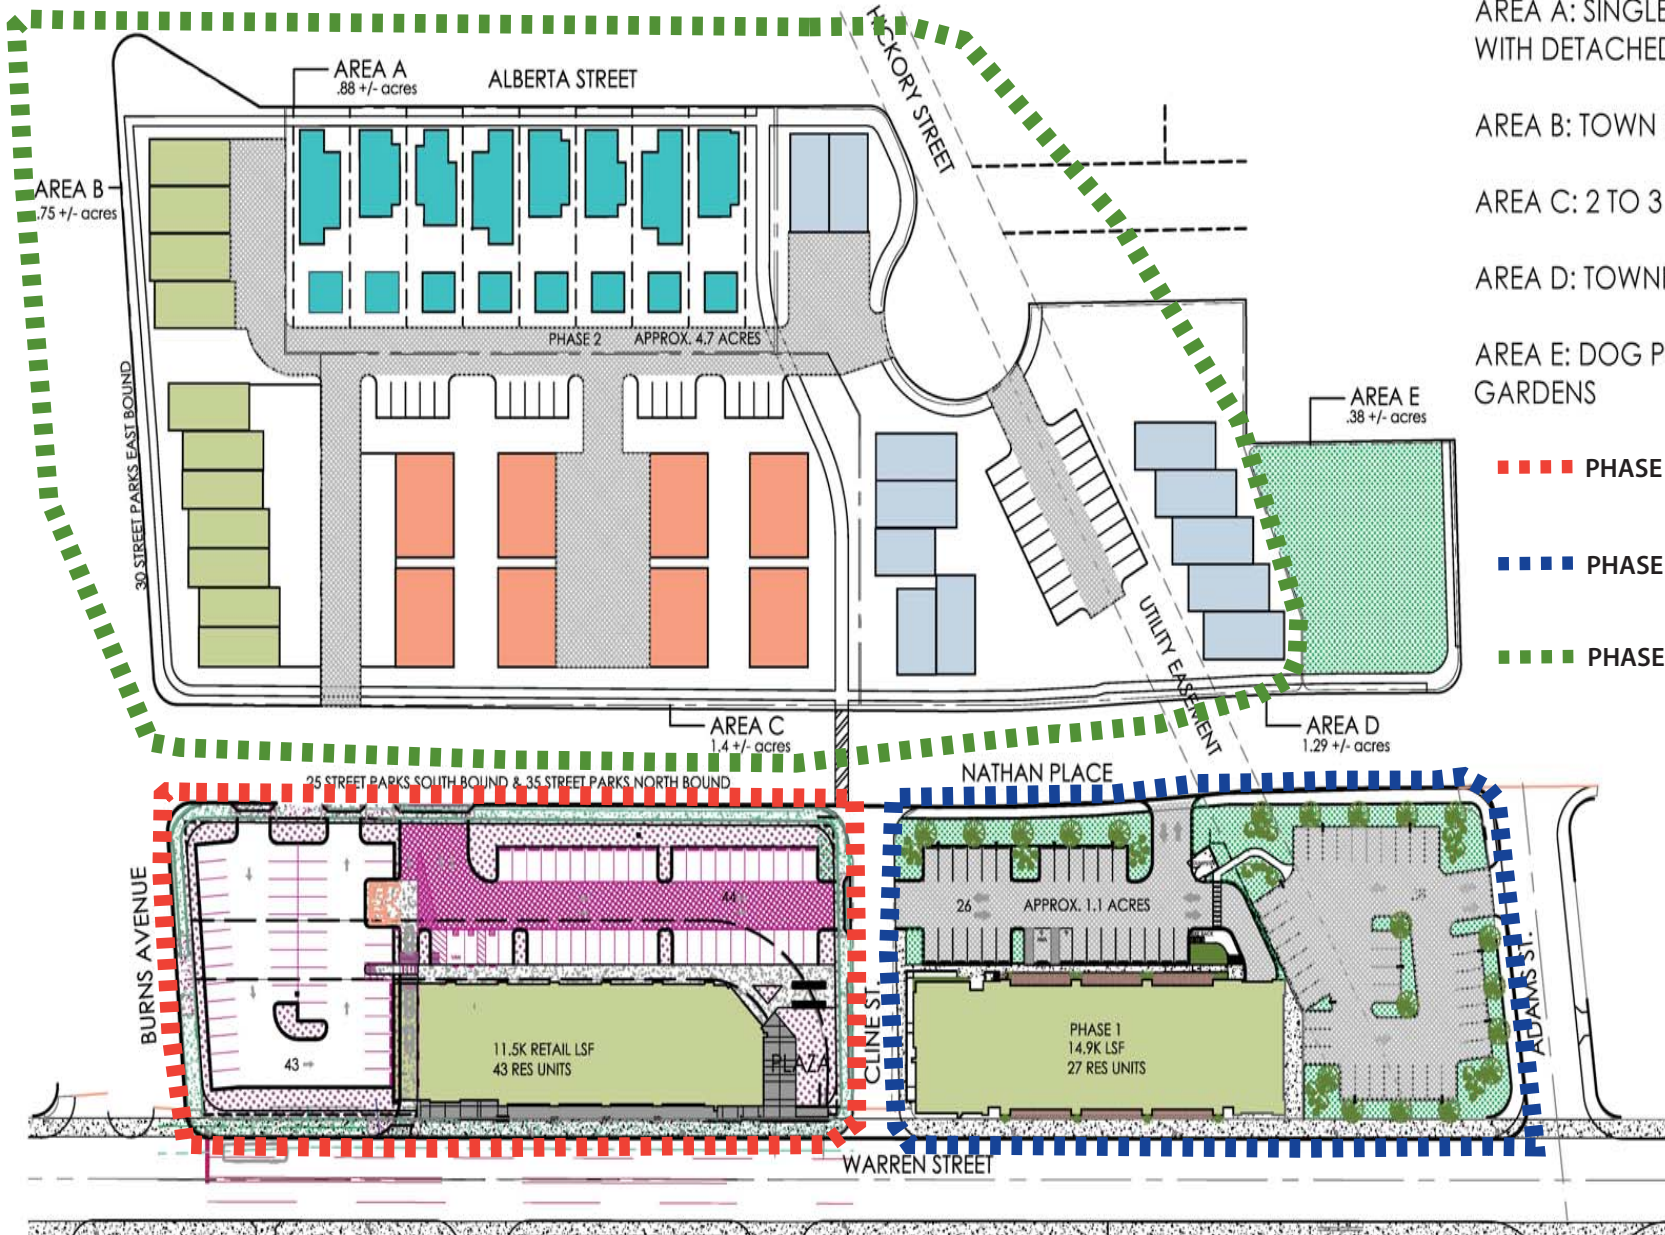 AREA A: SINGLE
WITH DETACHED
AREA B: TOWN
AREA C: 2 TO 3
AREA D: TOWN
AREA E: DOG P
GARDENS
PHASE
PHASE
PHASE
HICKORY STREET
ALBERTA STREET
AREA A
.88 +/- acres
AREA B
.75 +/- acres
PHASE 2 APPROX. 4.7 ACRES
30 STREET PARKS EAST BOUND
AREA E
.38 +/- acres
UTILITY EASEMENT
AREA C
1.4 +/- acres
AREA D
1.29 +/- acres
25 STREET PARKS SOUTH BOUND & 35 STREET PARKS NORTH BOUND
NATHAN PLACE
BURNS AVENUE
44
43
11.5K RETAIL LSF
43 RES UNITS
PLAZA
CLINE ST.
26
APPROX. 1.1 ACRES
PHASE 1
14.9K LSF
27 RES UNITS
ADAMS ST.
WARREN STREET